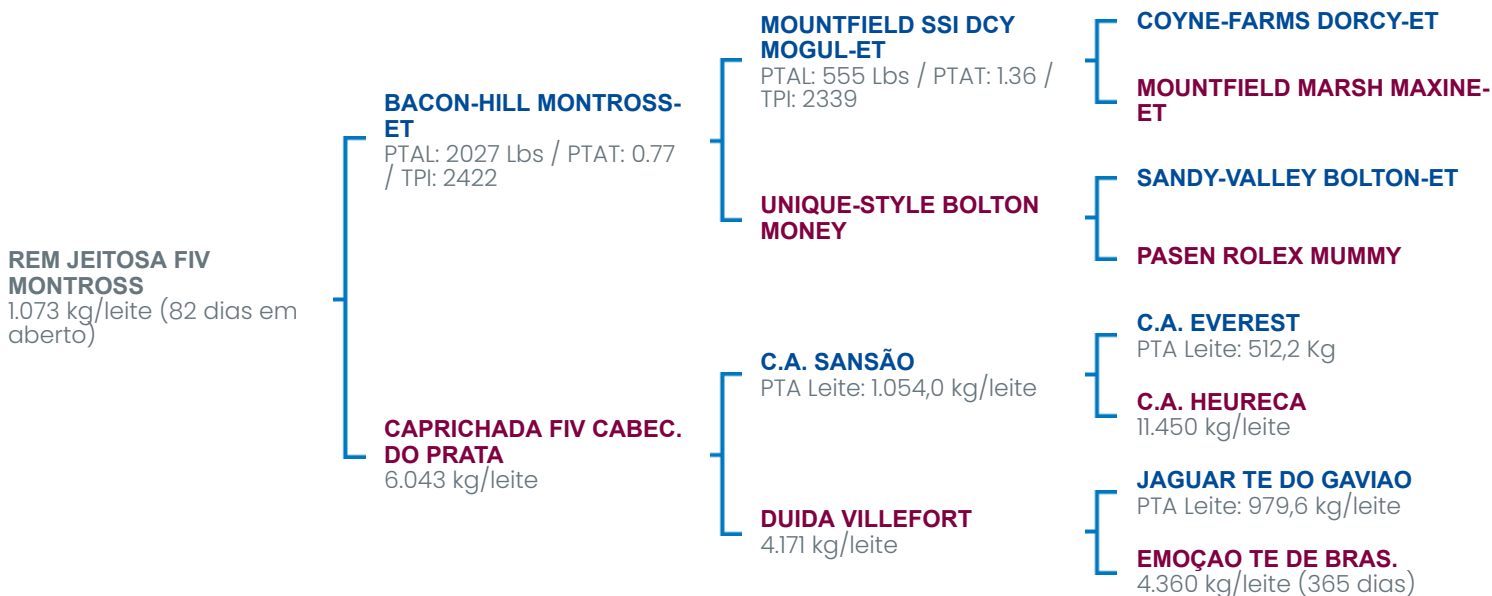 REM JEITOSA FIV
MONTROSS
1.073 kg/leite (82 dias em
aberto)
BACON-HILL MONTROSS-
ET
PTAL: 2027 Lbs / PTAT: 0.77
/ TPI: 2422
CAPRICHADA FIV CABEC.
DO PRATA
6.043 kg/leite
MOUNTFIELD SSI DCY
MOGUL-ET
PTAL: 555 Lbs / PTAT: 1.36 /
TPI: 2339
UNIQUE-STYLE BOLTON
MONEY
C.A. SANSÃO
PTA Leite: 1.054,0 kg/leite
DUIDA VILLEFORT
4.171 kg/leite
COYNE-FARMS DORCY-ET
MOUNTFIELD MARSH MAXINE-
ET
SANDY-VALLEY BOLTON-ET
PASEN ROLEX MUMMY
C.A. EVEREST
PTA Leite: 512,2 Kg
C.A. HEURECA
11.450 kg/leite
JAGUAR TE DO GAVIAO
PTA Leite: 979,6 kg/leite
EMOÇAO TE DE BRAS.
4.360 kg/leite (365 dias)